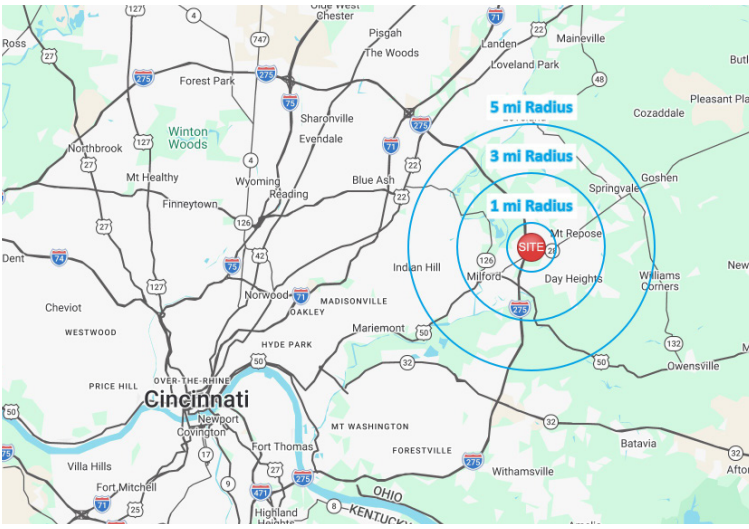 Olde West
Chester
71
127
4
Pisgah
22
Maineville
Ross
747
Landen
The Woods
27
275
Forest Park
275
Loveland Park
48
75
Pleasant Pla
Sharonville
5 mi Radius
Cozaddale
Winton
Woods
127
Evendale
275
Northbrook
4
71
3 mi Radius
27
Mt Healthy
Wyoming
Blue Ash
Goshen
Reading
22
Springvale
Finneytown
22
1 mi Radius
27
126
Mt Repose
SITE
28
Dent
74
42
75
126
Indian Hill
Milford
Day Heights
New
Williams
Corners
127
Norwood
71
MADISONVILLE
OAKLEY
275
Cheviot
Mariemont
50
WESTWOOD
HYDE PARK
132
50
32
50
Owensville
OVER-THE-RHINE
PRICE HILL
Cincinnati
50
Newport
32
Covington
MT WASHINGTON
Batavia
Fort Thomas
FORESTVILLE
17
32
75
Villa Hills
27
275
Withamsville
Afton
9
275
Fort Mitchell
471
OHIO
71
25
Highland
Heights
8
KENTUCKY